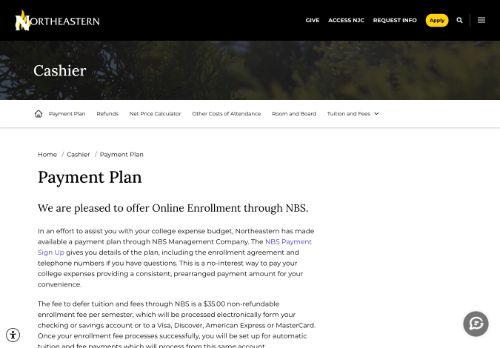 NORTHEASTERN
GIVE ACCESS NJC REQUEST INFO Apply
Cashier
Payment Plan Refunds Net Price Calculator Other Costs of Attendance Room and Board Tuition and Fees
Home / Cashier / Payment Plan
Payment Plan
We are pleased to offer Online Enrollment through NBS.
In an effort to assist you with your college expense budget, Northeastern has made
available a payment plan through NBS Management Company. The NBS Payment
Sign Up gives you details of the plan, including the enrollment agreement and
telephone numbers if you have questions. This is a no-interest way to pay your
college expenses providing a consistent, prearranged payment amount for your
convenience.
The fee to defer tuition and fees through NBS is a $35.00 non-refundable
enrollment fee per semester, which will be processed electronically form your
checking or savings account or to a Visa, Discover, American Express or MasterCard.
Once your enrollment fee processes successfully, you will be set up for automatic
tuition and fee payments which will process from this same account.